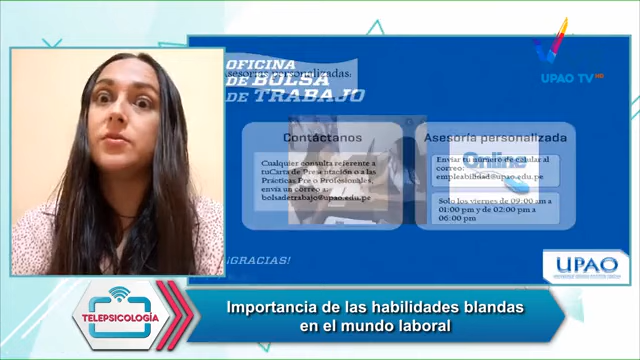 UPAO TV HD
OFICINA
DE BOLSA
DE TRABAJO
Asesorías personalizadas:
Contáctanos
Cualquier consulta referente a
tuCarta de Presentación o a las
Prácticas Pre o Profesionales,
envía un correo a:
bolsadetrabajo@upao.edu.pe
Asesoría personalizada
Enviar tu número de celular al
correo:
empleabilidad@upao.edu.pe
Online
Solo los viernes de 09:00 am a
01:00 pm y de 02:00 pm a
06:00 pm
¡GRACIAS!
UPAO
TELEPSICOLOGÍA
Importancia de las habilidades blandas
en el mundo laboral